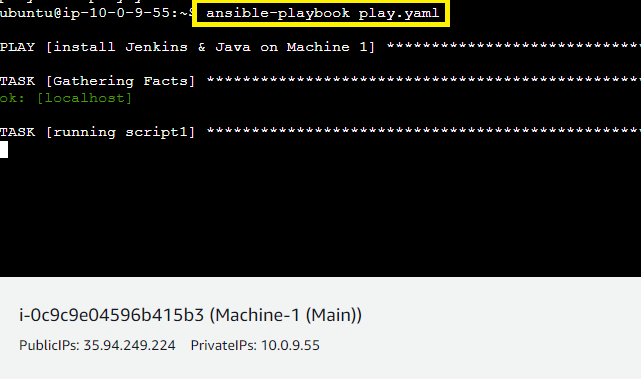 ubuntu@ip-10-0-9-55:~$ ansible-playbook play.yaml
PLAY [install Jenkins & Java on Machine 1] ******************************
TASK [Gathering Facts] **************************************************
ok: [localhost]
TASK [running script1] **************************************************
i-0c9c9e04596b415b3 (Machine-1 (Main))
PublicIPs: 35.94.249.224 PrivateIPs: 10.0.9.55